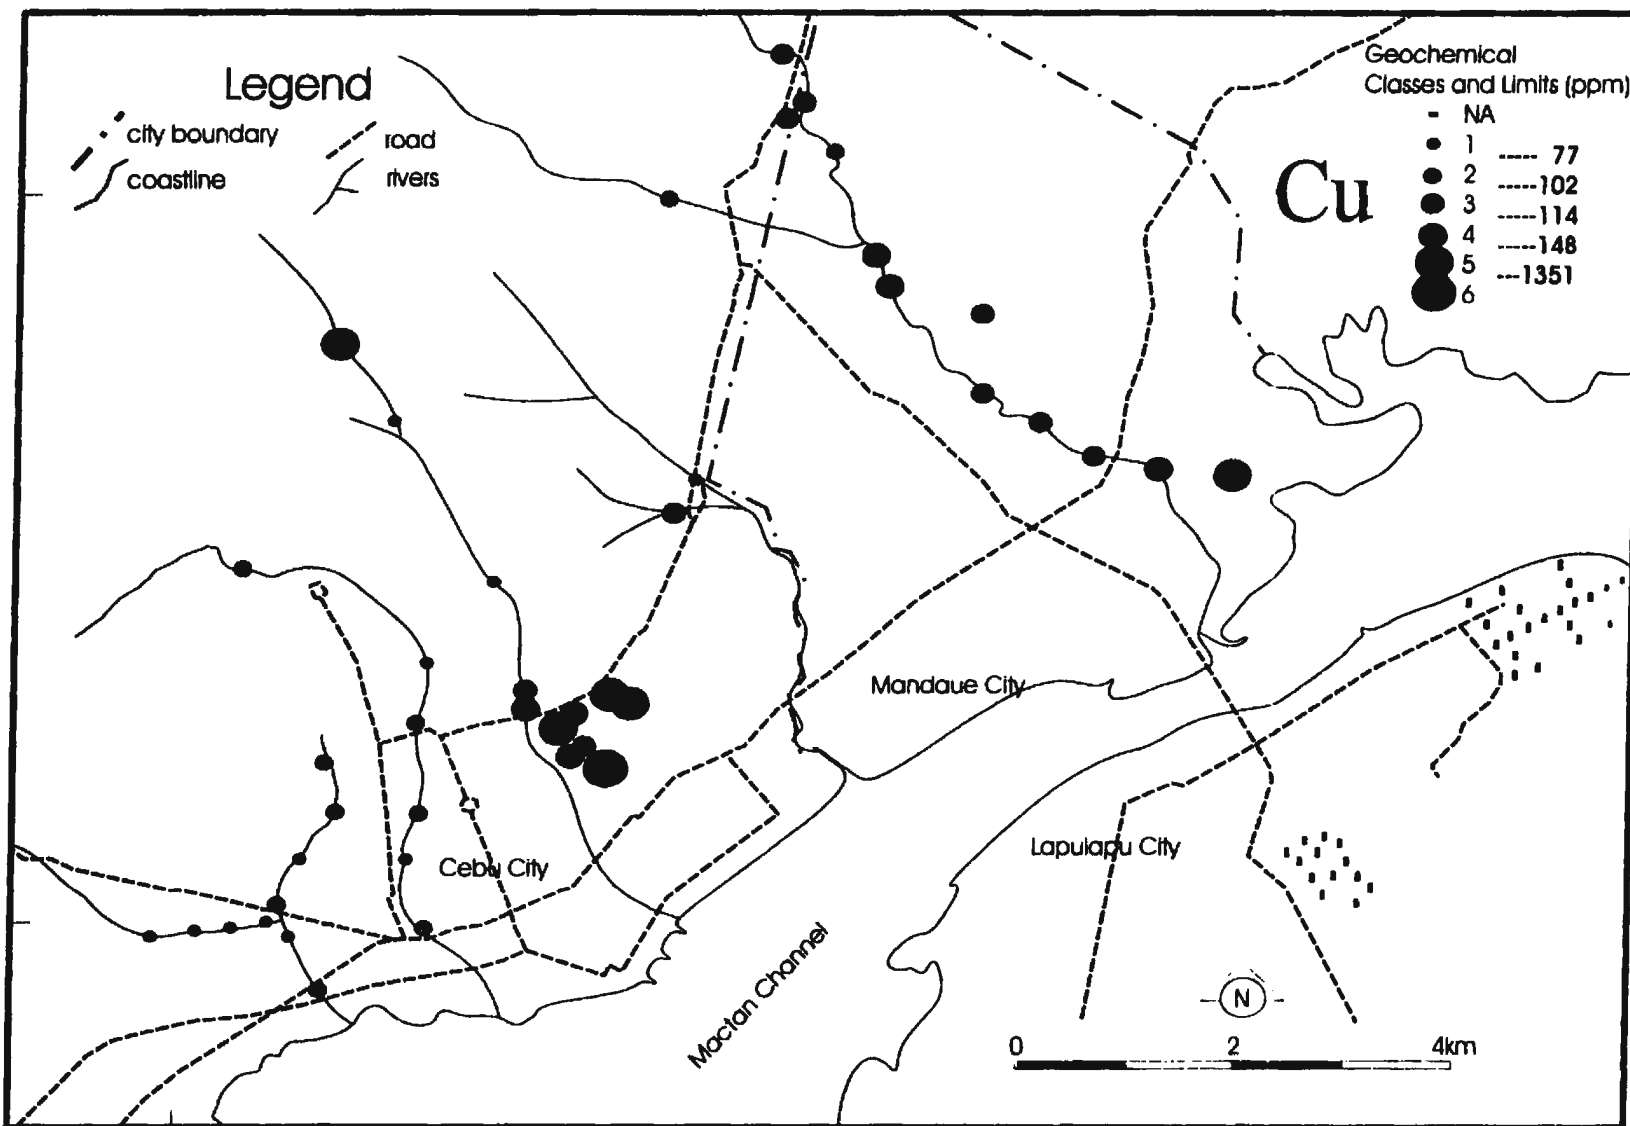 Legend
city boundary
road
coastline
rivers
Geochemical
Classes and Limits (ppm)
NA
1
----- 77
2
-----102
3
-----114
4
-----148
5
---1351
6
Cu
Mandaue City
Cebu City
Lapulapu City
Mactan Channel
N
0 2 4km